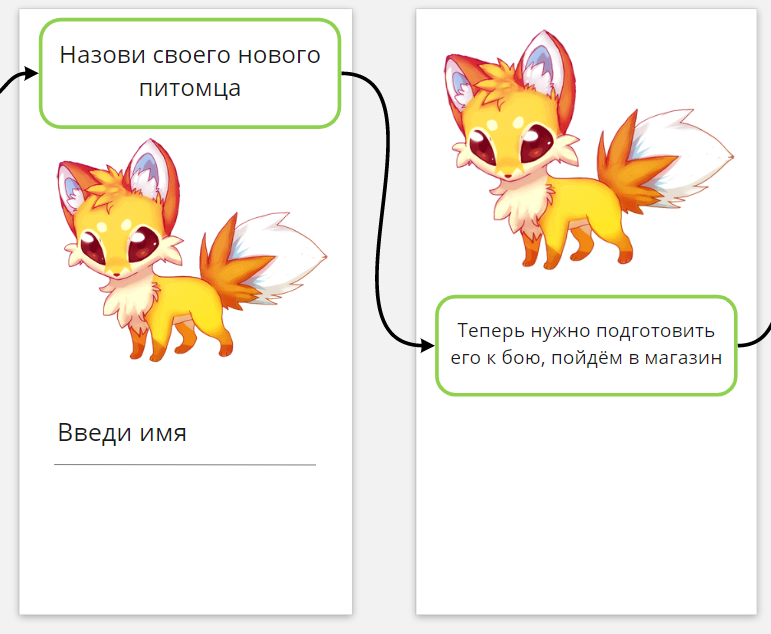 Назови своего нового
питомца
Введи имя
Теперь нужно подготовить
его к бою, пойдём в магазин